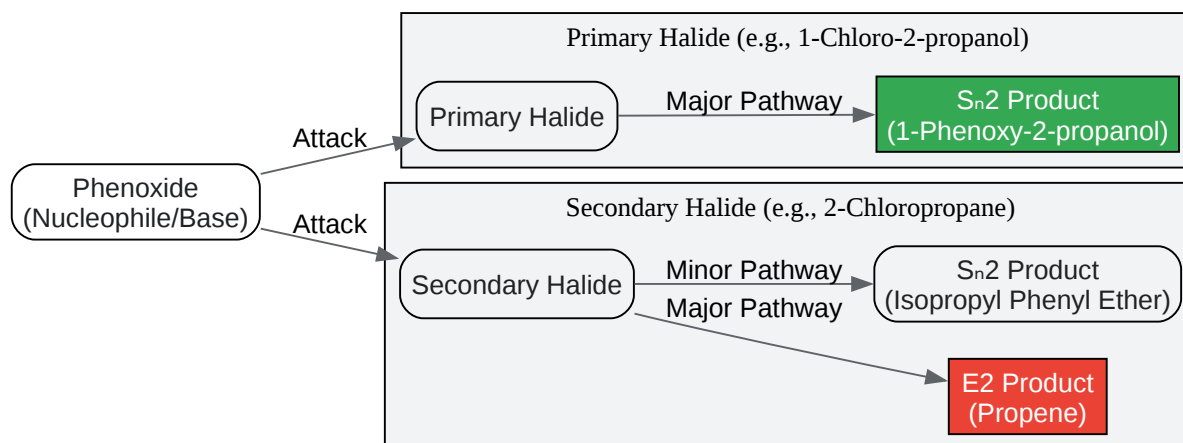 Primary Halide (e.g., 1-Chloro-2-propanol)
Primary Halide
Major Pathway
Sₙ2 Product
(1-Phenoxy-2-propanol)
Attack
Phenoxide
(Nucleophile/Base)
Attack
Secondary Halide (e.g., 2-Chloropropane)
Secondary Halide
Minor Pathway
Sₙ2 Product
(Isopropyl Phenyl Ether)
Major Pathway
E2 Product
(Propene)